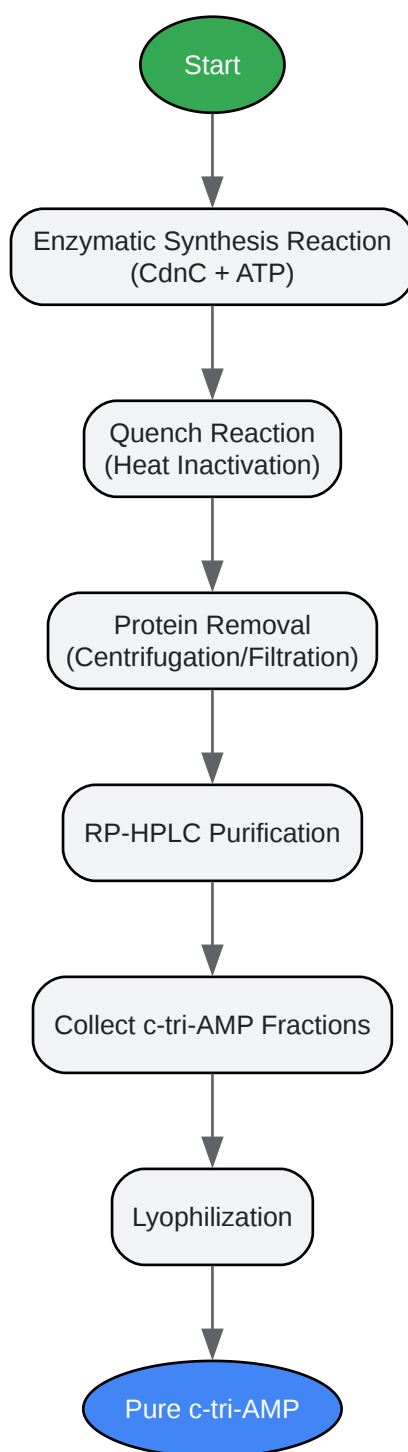 Start
Enzymatic Synthesis Reaction
(CdnC + ATP)
Quench Reaction
(Heat Inactivation)
Protein Removal
(Centrifugation/Filtration)
RP-HPLC Purification
Collect c-tri-AMP Fractions
Lyophilization
Pure c-tri-AMP